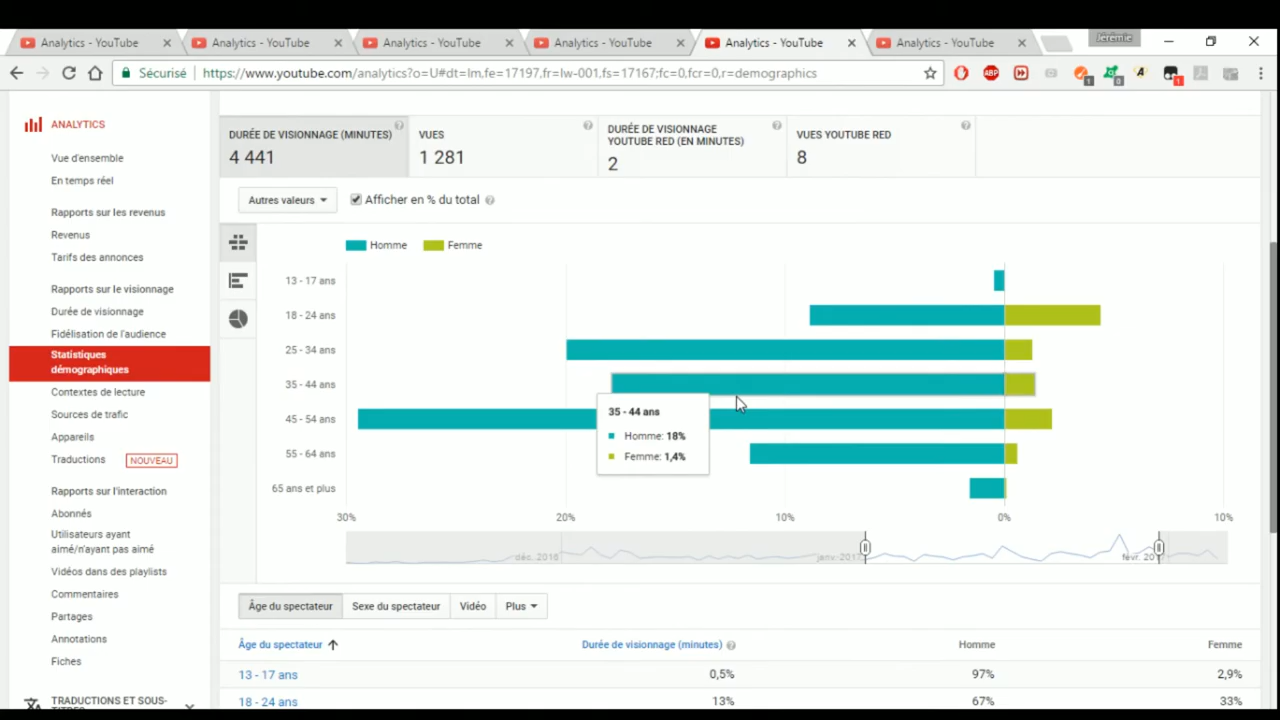 Analytics - YouTube
Analytics - YouTube
Analytics - YouTube
Analytics - YouTube
Analytics - YouTube
Analytics - YouTube
Jérémie
Sécurisé
https://www.youtube.com/analytics?o=U#dt=lm,fe=17197,fr=lw-001,fs=17167;fc=0,fcr=0,r=demographics
ABP
1
0
A
1
ANALYTICS
Vue d'ensemble
En temps réel
Rapports sur les revenus
Revenus
Tarifs des annonces
Rapports sur le visionnage
Durée de visionnage
Fidélisation de l'audience
Statistiques
démographiques
Contextes de lecture
Sources de trafic
Appareils
Traductions NOUVEAU
Rapports sur l'interaction
Abonnés
Utilisateurs ayant
aimé/n'ayant pas aimé
Vidéos dans des playlists
Commentaires
Partages
Annotations
Fiches
TRADUCTIONS ET SOUS-
DURÉE DE VISIONNAGE (MINUTES)
4 441
VUES
1 281
DURÉE DE VISIONNAGE
YOUTUBE RED (EN MINUTES)
2
VUES YOUTUBE RED
8
Autres valeurs
Afficher en % du total
Homme Femme
13 - 17 ans
18 - 24 ans
25 - 34 ans
35 - 44 ans
45 - 54 ans
55 - 64 ans
65 ans et plus
35 - 44 ans
Homme: 18%
Femme: 1,4%
30% 20% 10% 0% 10%
déc. 2016 janv. 2017 févr. 20
Âge du spectateur Sexe du spectateur Vidéo Plus
Âge du spectateur Durée de visionnage (minutes) Homme Femme
13 - 17 ans 0,5% 97% 2,9%
18 - 24 ans 13% 67% 33%